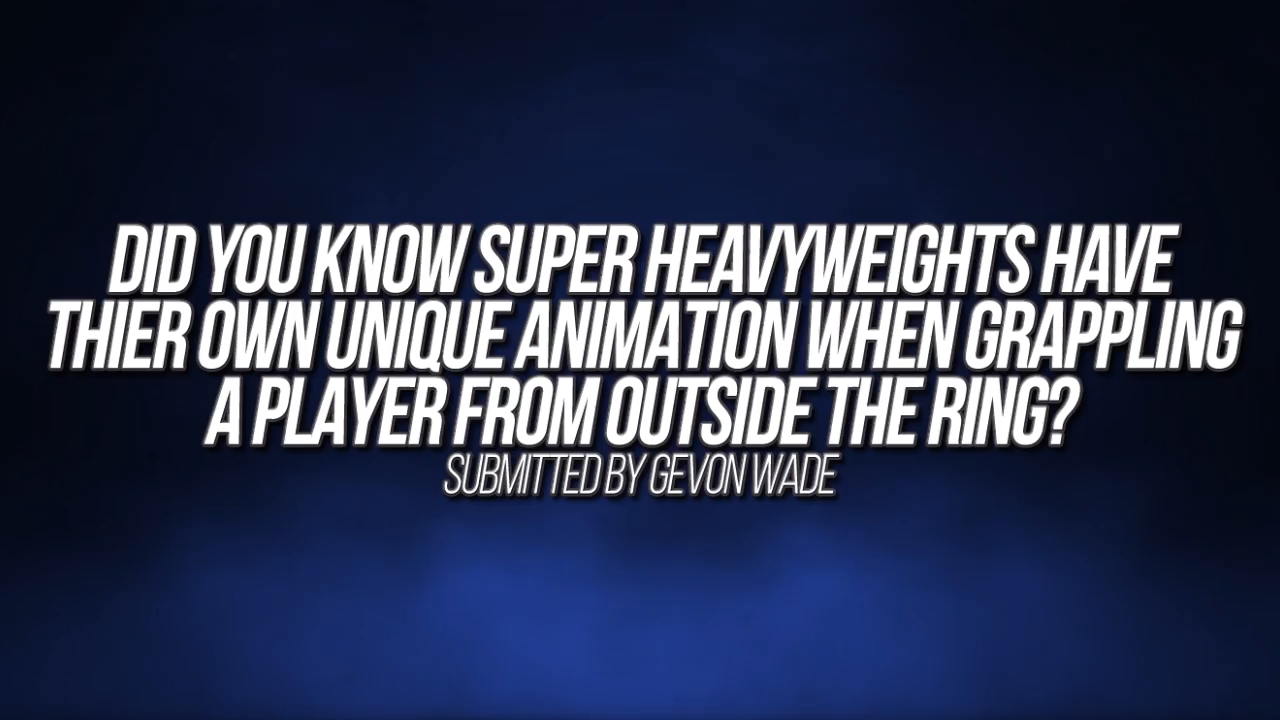 DID YOU KNOW SUPER HEAVYWEIGHTS HAVE
THIER OWN UNIQUE ANIMATION WHEN GRAPPLING
A PLAYER FROM OUTSIDE THE RING?
SUBMITTED BY GEVON WADE